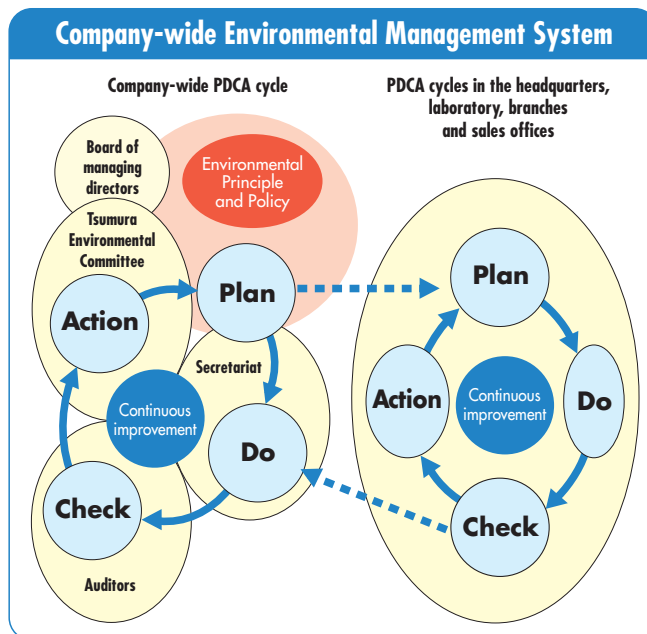 Company-wide Environmental Management System
Company-wide PDCA cycle
PDCA cycles in the headquarters,
laboratory, branches
and sales offices
Board of
managing
directors
Environmental
Principle
and Policy
Tsumura
Environmental
Committee
Action
Plan
Secretariat
Continuous
improvement
Do
Check
Auditors
Plan
Action
Continuous
improvement
Do
Check